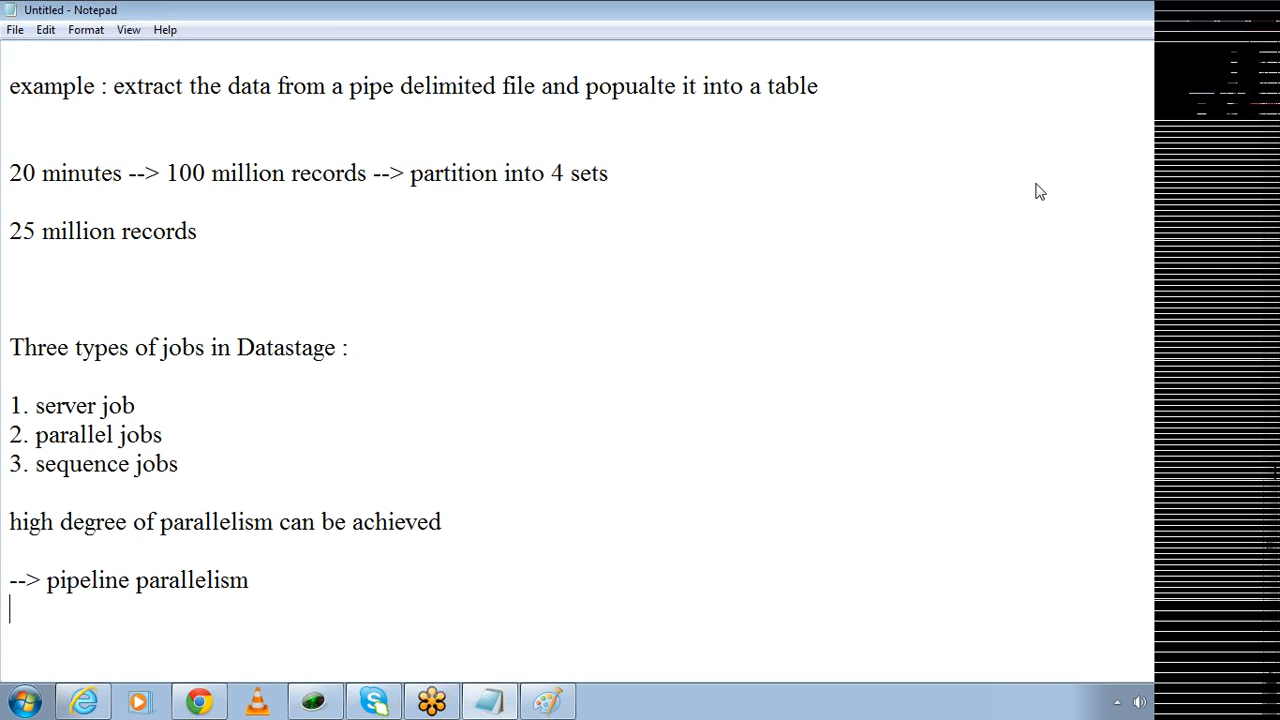 Untitled - Notepad
File Edit Format View Help
example : extract the data from a pipe delimited file and popualte it into a table
20 minutes --> 100 million records --> partition into 4 sets
25 million records
Three types of jobs in Datastage :
1. server job
2. parallel jobs
3. sequence jobs
high degree of parallelism can be achieved
--> pipeline parallelism